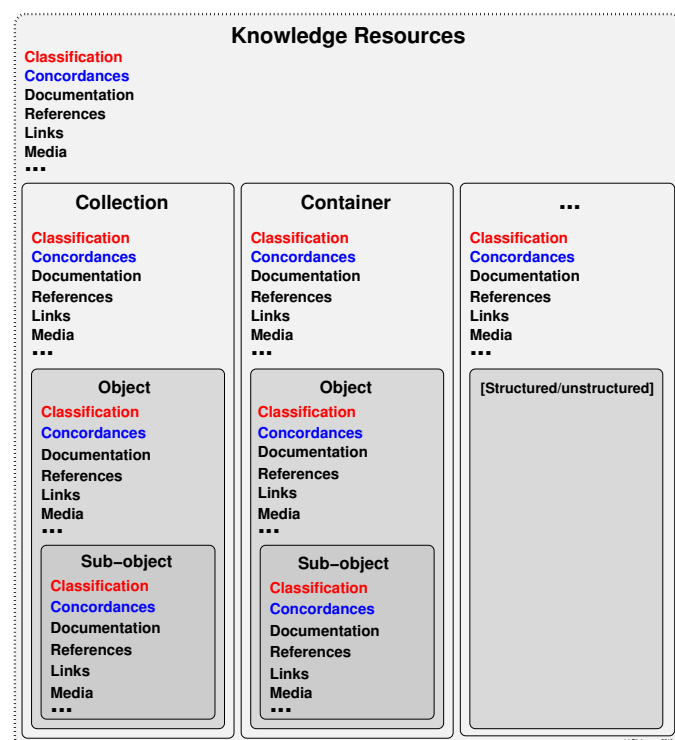 Knowledge Resources
Classification
Concordances
Documentation
References
Links
Media
...
Collection
Classification
Concordances
Documentation
References
Links
Media
...
Object
Classification
Concordances
Documentation
References
Links
Media
...
Sub−object
Classification
Concordances
Documentation
References
Links
Media
...
Container
Classification
Concordances
Documentation
References
Links
Media
...
Object
Classification
Concordances
Documentation
References
Links
Media
...
Sub−object
Classification
Concordances
Documentation
References
Links
Media
...
...
Classification
Concordances
Documentation
References
Links
Media
...
[Structured/unstructured]